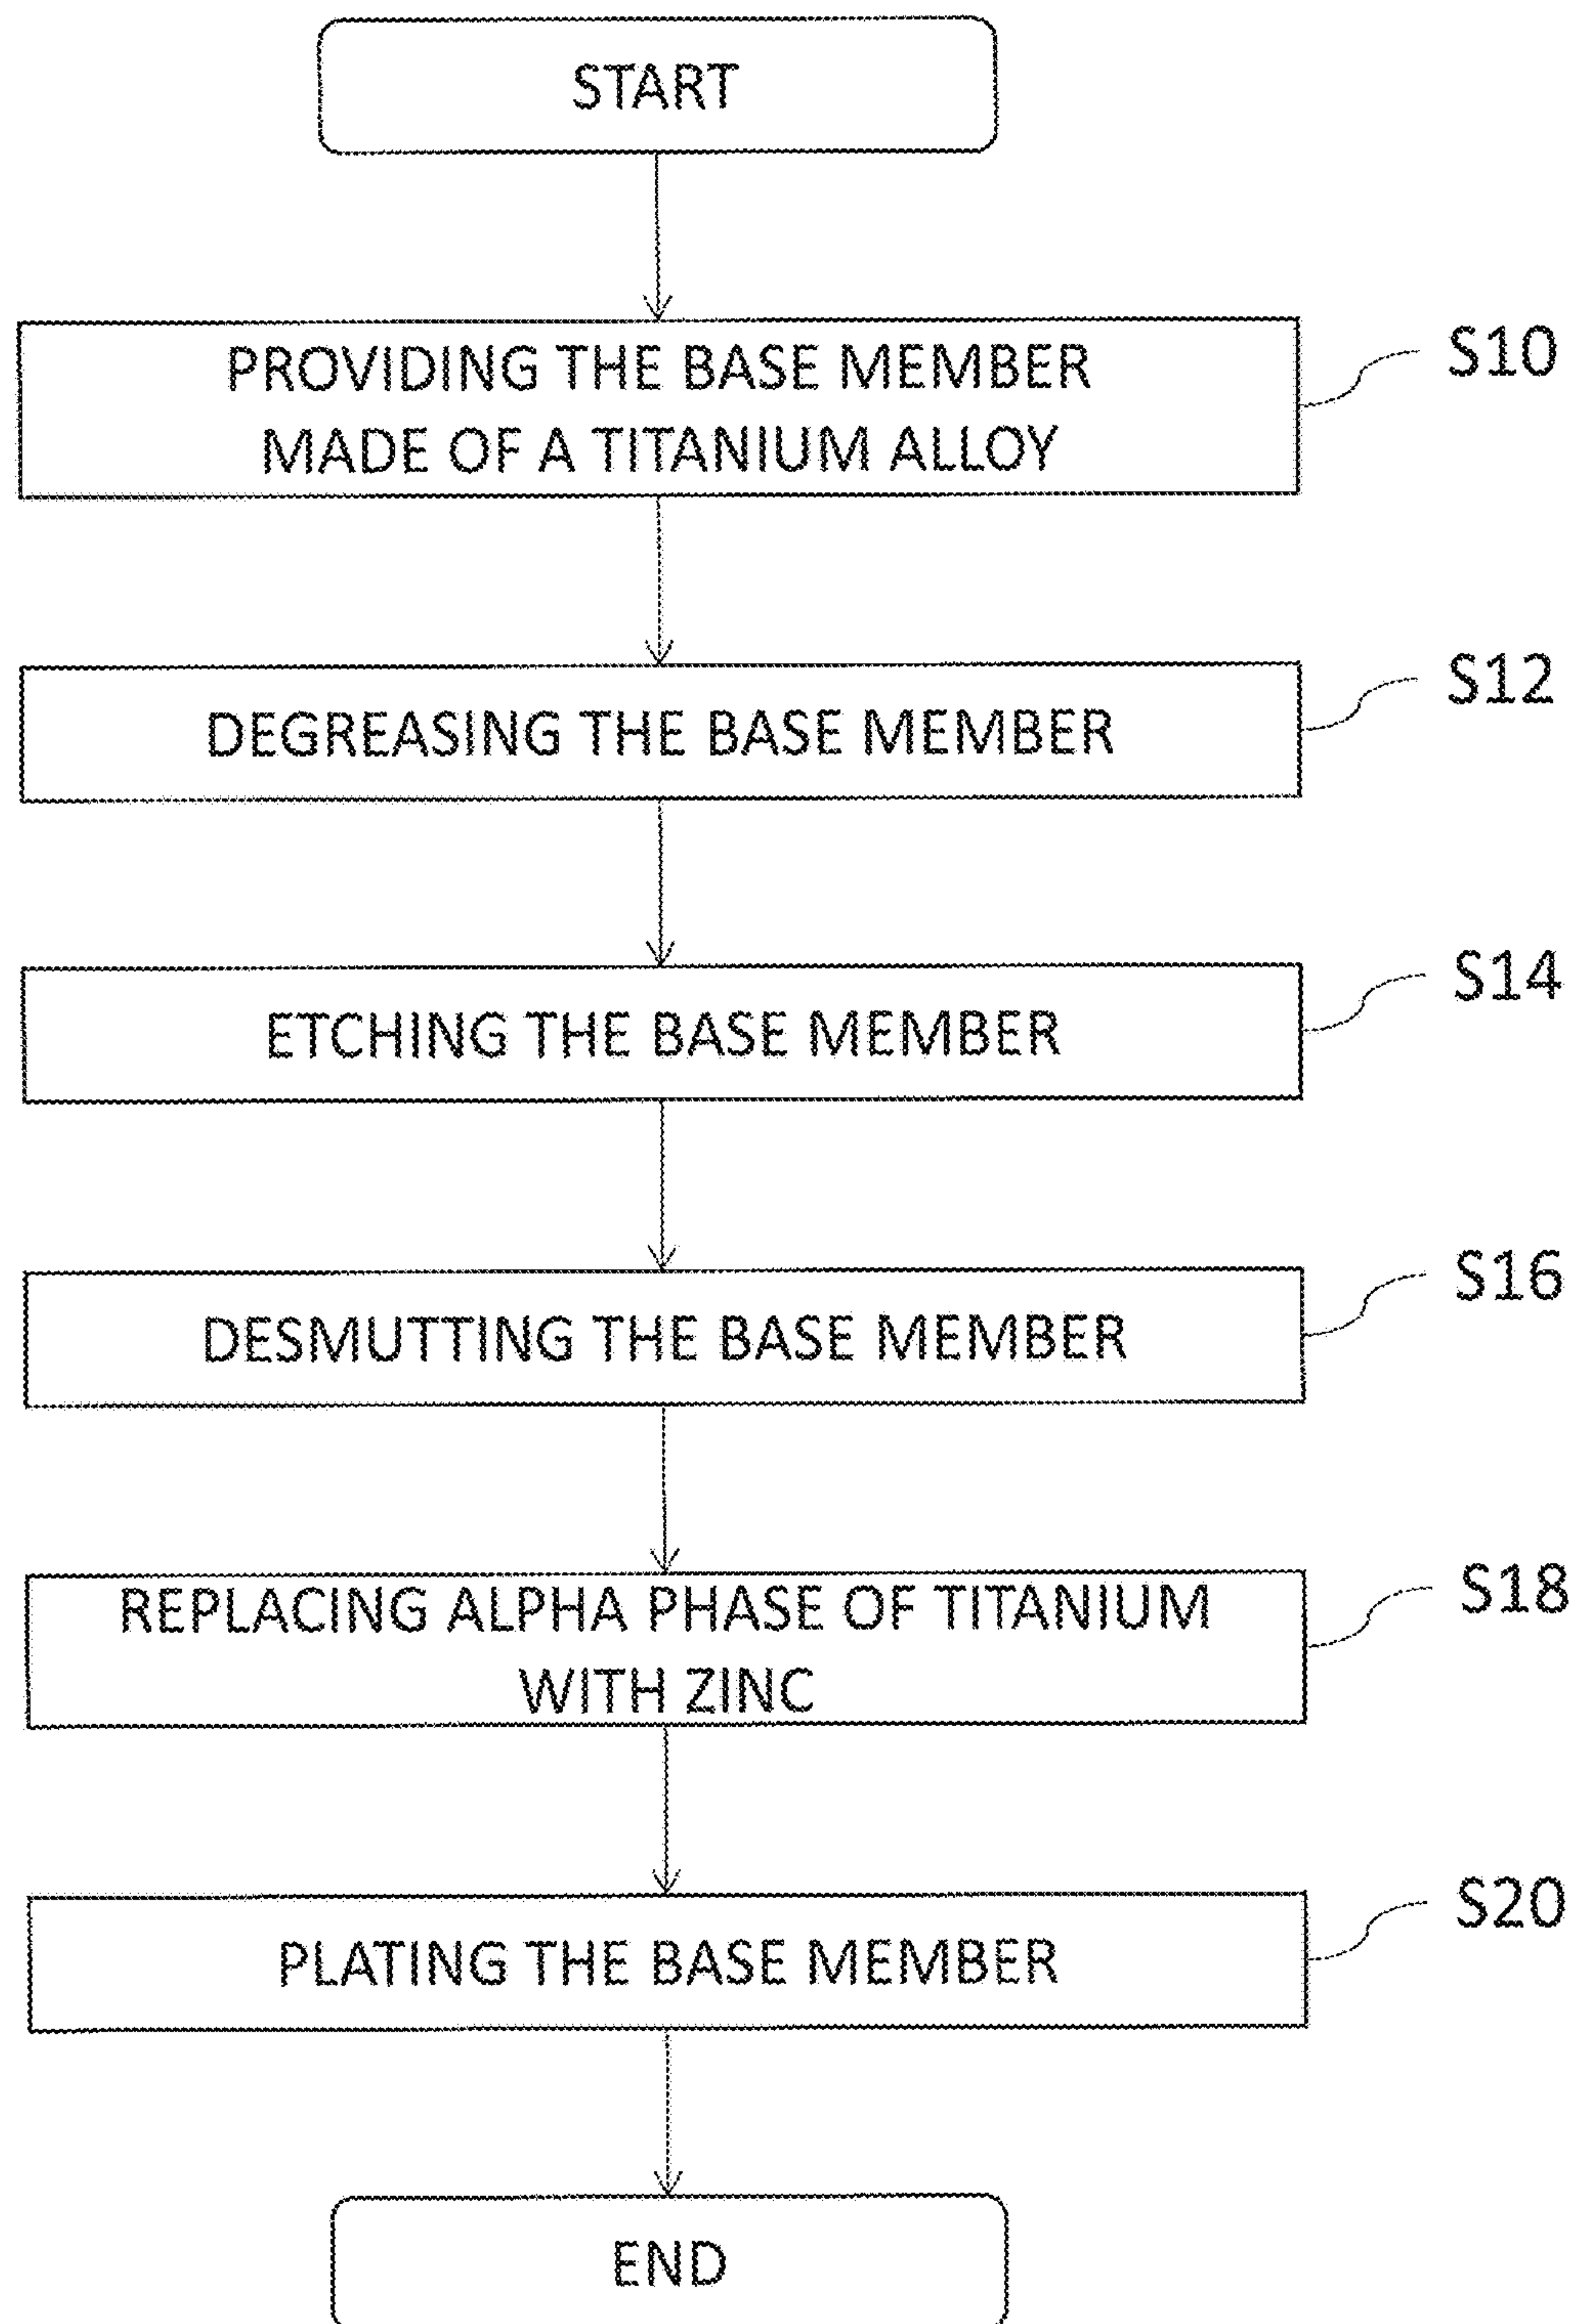 START
PROVIDING THE BASE MEMBER
MADE OF A TITANIUM ALLOY
S10
DEGREASING THE BASE MEMBER
S12
ETCHING THE BASE MEMBER
S14
DESMUTTING THE BASE MEMBER
S16
REPLACING ALPHA PHASE OF TITANIUM
WITH ZINC
S18
PLATING THE BASE MEMBER
S20
END